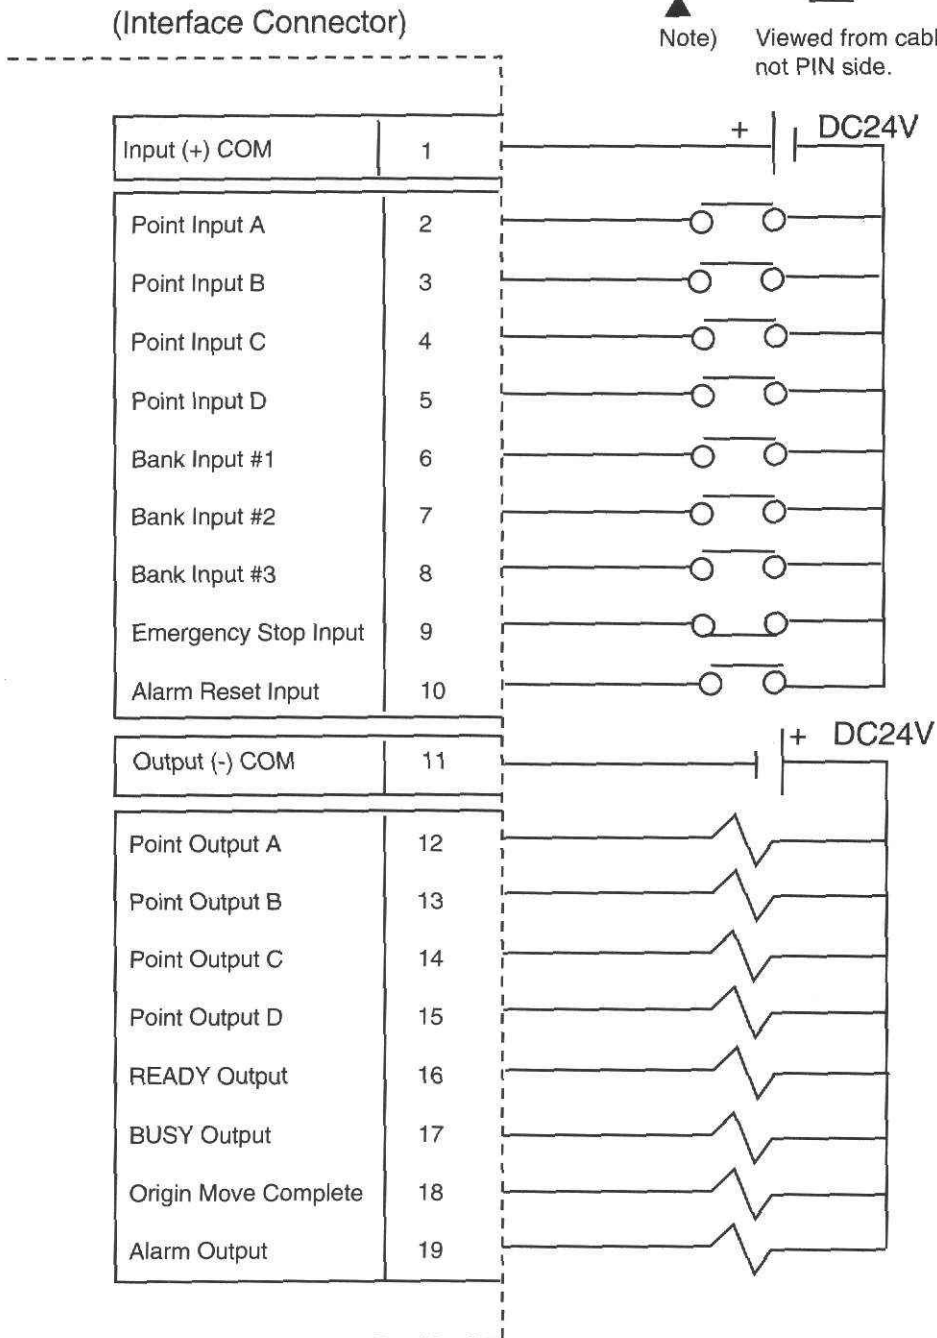 (Interface Connector)
Note) Viewed from cabl
not PIN side.
Input (+) COM 1 + DC24V
Point Input A 2
Point Input B 3
Point Input C 4
Point Input D 5
Bank Input #1 6
Bank Input #2 7
Bank Input #3 8
Emergency Stop Input 9
Alarm Reset Input 10
Output (-) COM 11 + DC24V
Point Output A 12
Point Output B 13
Point Output C 14
Point Output D 15
READY Output 16
BUSY Output 17
Origin Move Complete 18
Alarm Output 19